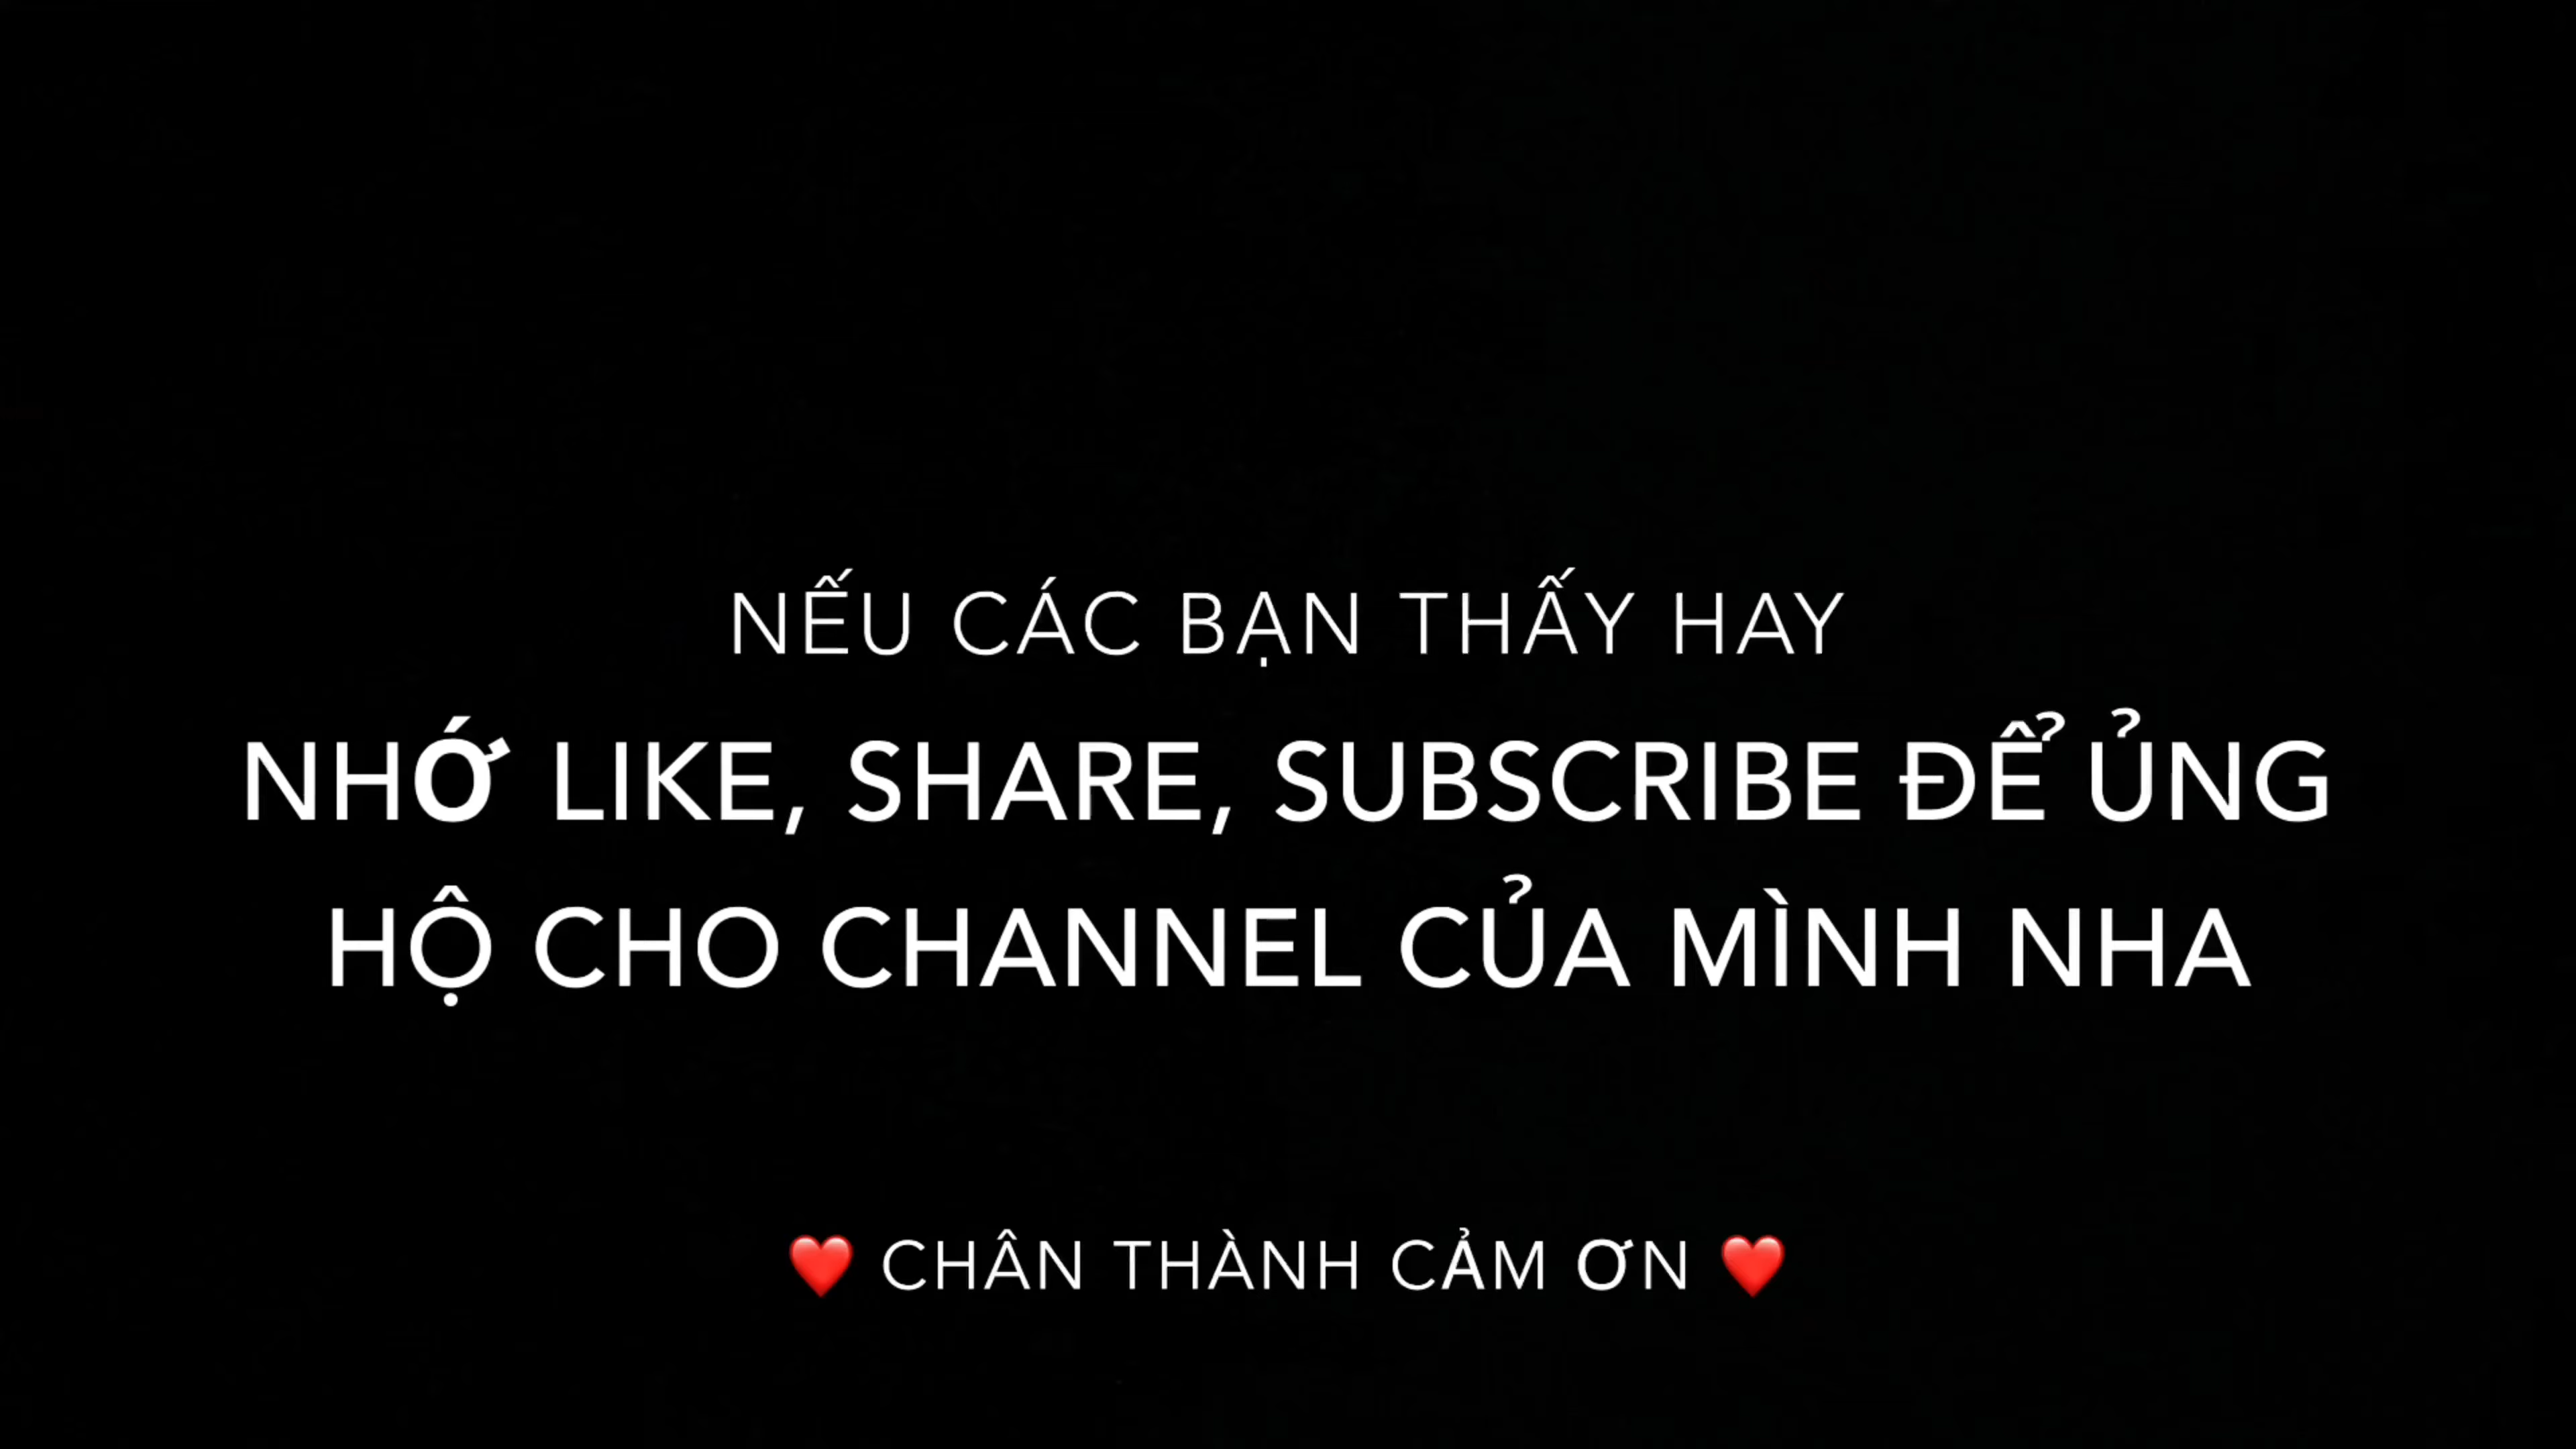 NẾU CÁC BẠN THẤY HAY
NHỚ LIKE, SHARE, SUBSCRIBE ĐỂ ỦNG
HỘ CHO CHANNEL CỦA MÌNH NHA
❤️ CHÂN THÀNH CẢM ƠN ❤️